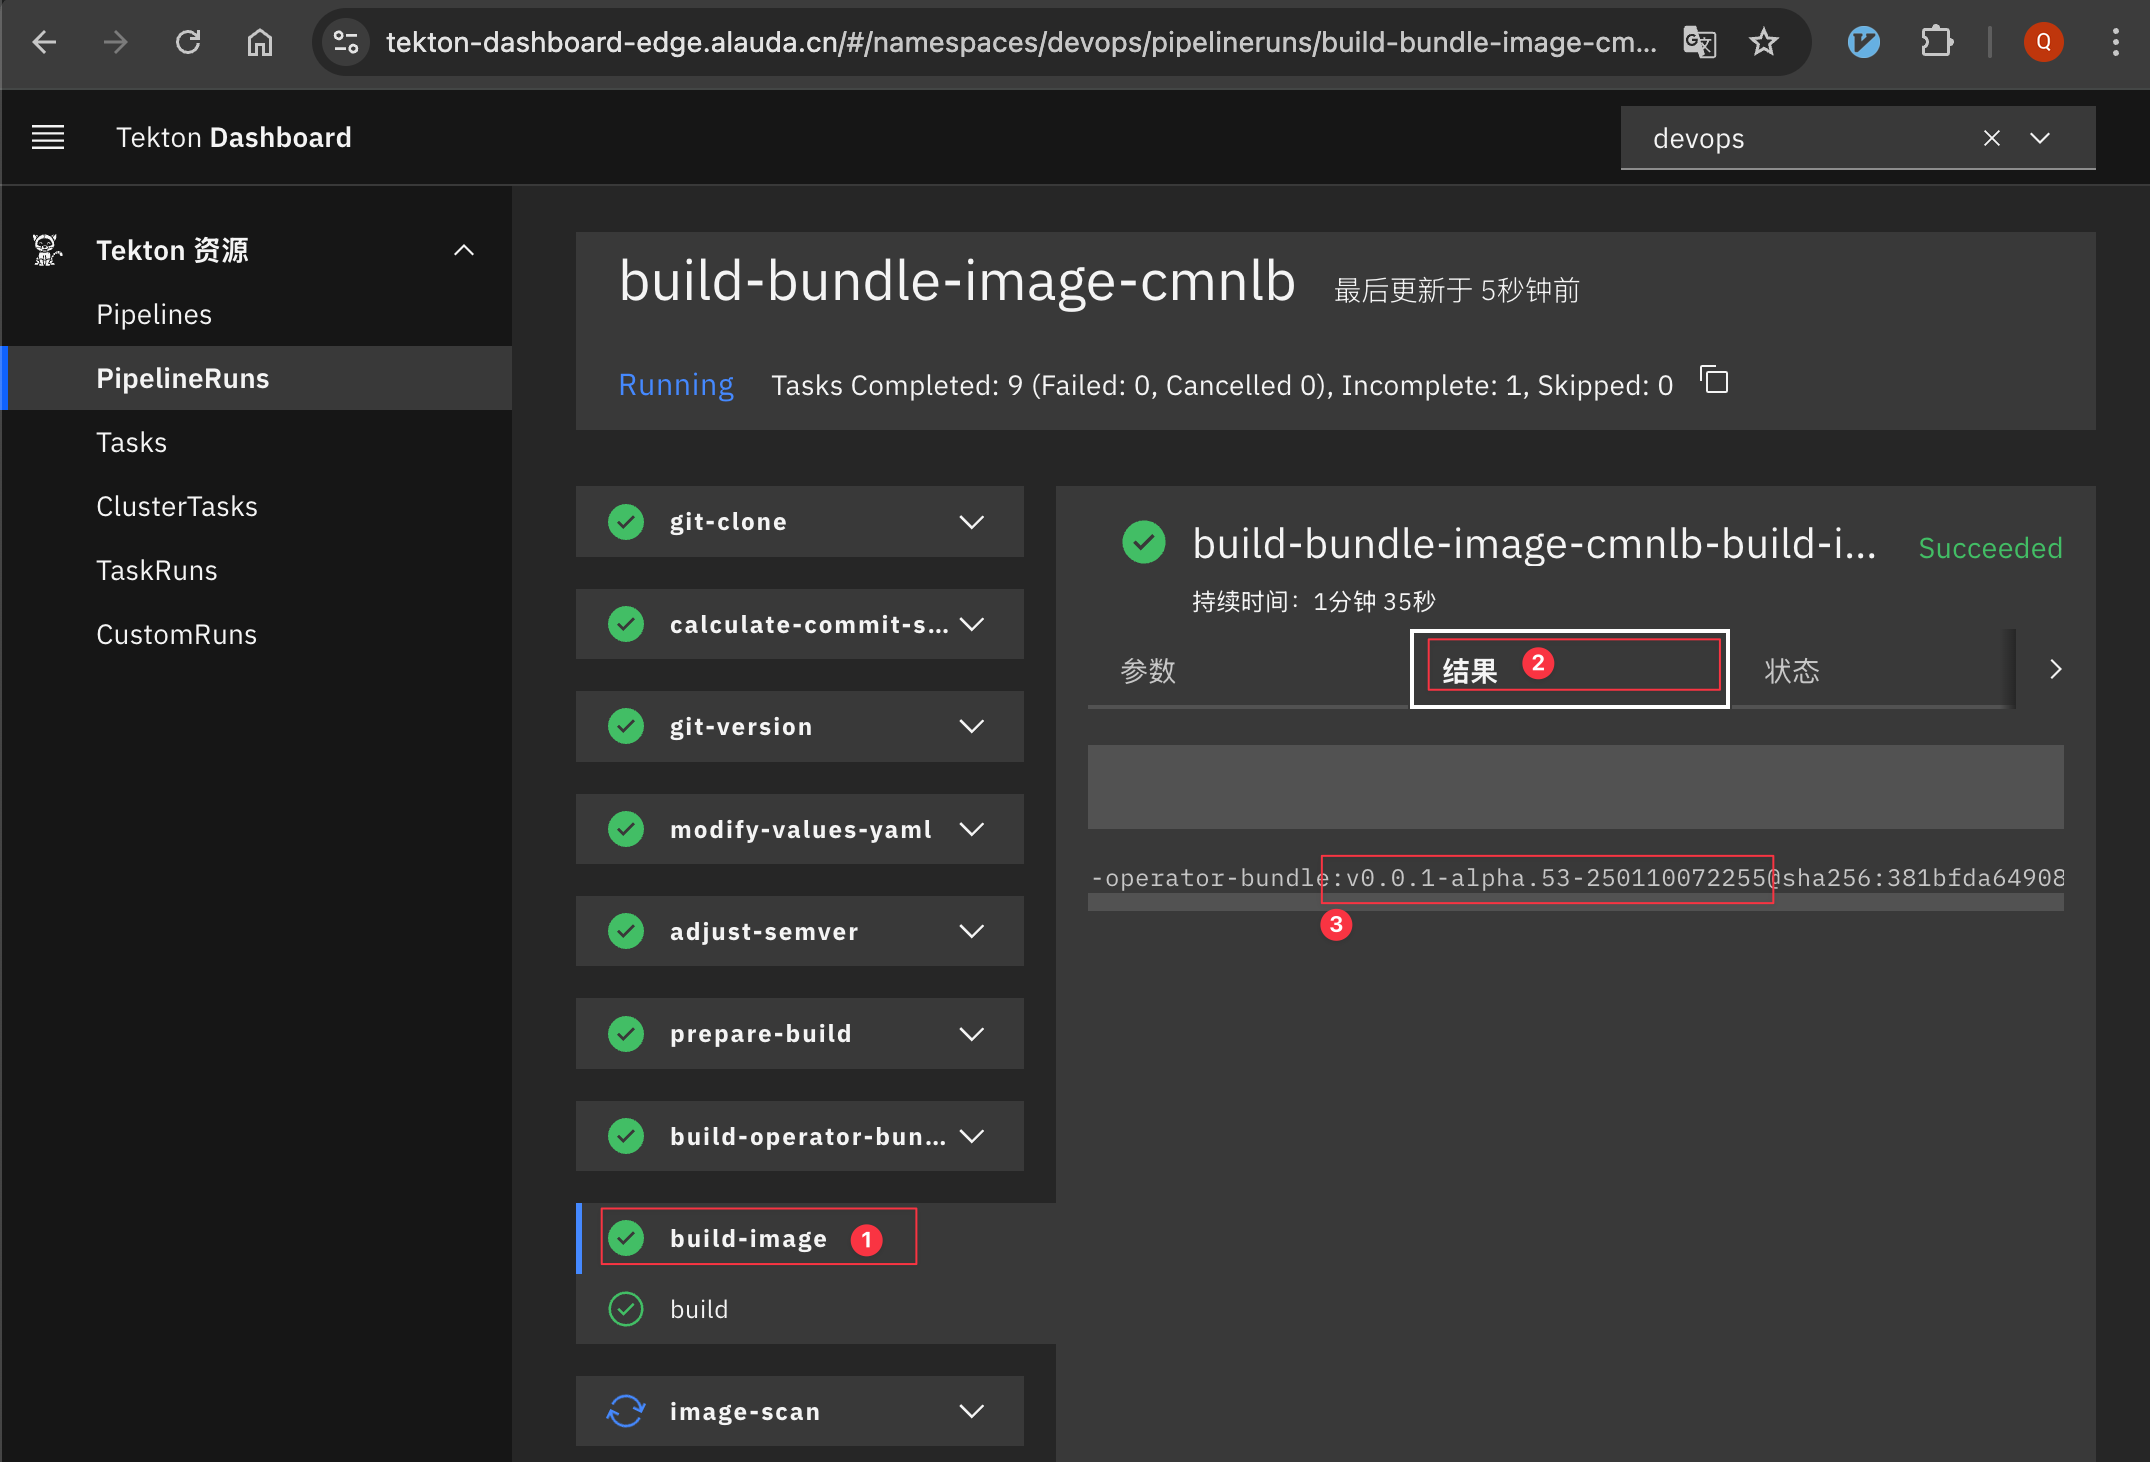 tekton-dashboard-edge.alauda.cn/#/namespaces/devops/pipelineruns/build-bundle-image-cm...
Q
Tekton Dashboard
devops
Tekton 资源
Pipelines
PipelineRuns
Tasks
ClusterTasks
TaskRuns
CustomRuns
build-bundle-image-cmnlb 最后更新于 5秒钟前
Running Tasks Completed: 9 (Failed: 0, Cancelled 0), Incomplete: 1, Skipped: 0
git-clone
calculate-commit-s...
git-version
modify-values-yaml
adjust-semver
prepare-build
build-operator-bun...
build-image 1
build
image-scan
build-bundle-image-cmnlb-build-i... Succeeded
持续时间: 1分钟 35秒
参数 结果 2 状态
-operator-bundle:v0.0.1-alpha.53-250110072255@sha256:381bfda64908
3